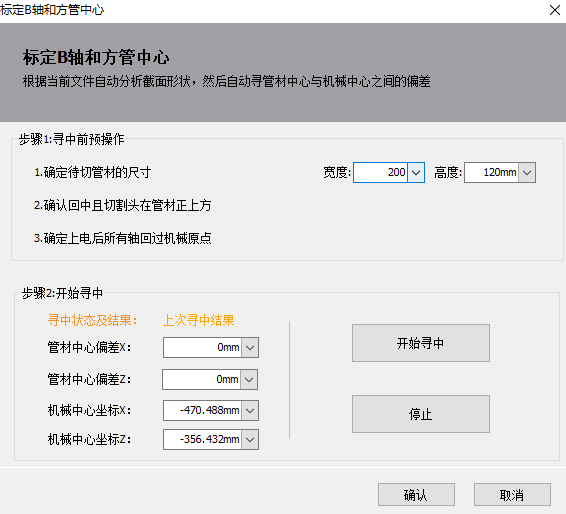 标定B轴和方管中心
标定B轴和方管中心
根据当前文件自动分析截面形状，然后自动寻管材中心与机械中心之间的偏差
步骤1:寻中前预操作
1.确定待切管材的尺寸 宽度: 200 高度: 120mm
2.确认回中且切割头在管材正上方
3.确定上电后所有轴回过机械原点
步骤2:开始寻中
寻中状态及结果: 上次寻中结果
管材中心偏差X: 0mm
开始寻中
管材中心偏差Z: 0mm
机械中心坐标X: -470.488mm
停止
机械中心坐标Z: -356.432mm
确认 取消